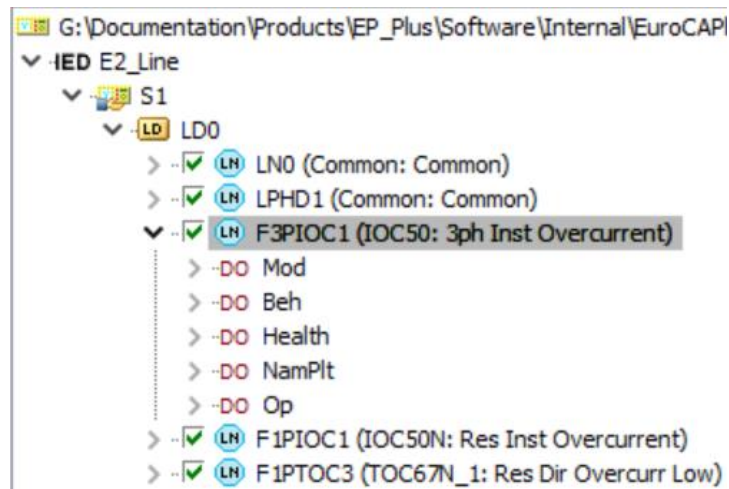 G:\Documentation\Products\EP_Plus\Software\Internal\EuroCAP
IED E2_Line
S1
LD LD0
LN LN0 (Common: Common)
LN LPHD1 (Common: Common)
LN F3PIOC1 (IOC50: 3ph Inst Overcurrent)
DO Mod
DO Beh
DO Health
DO NamPlt
DO Op
LN F1PIOC1 (IOC50N: Res Inst Overcurrent)
LN F1PTOC3 (TOC67N_1: Res Dir Overcurr Low)